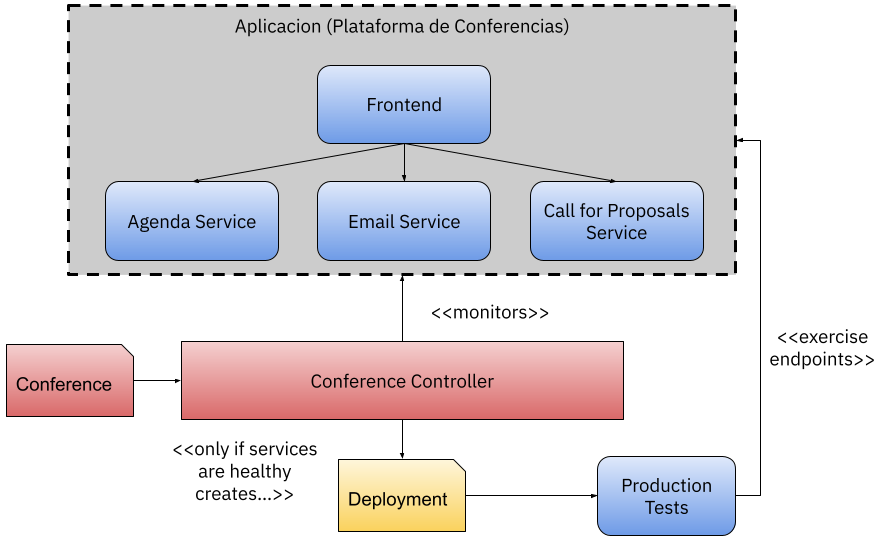 Aplicacion (Plataforma de Conferencias)
Frontend
Agenda Service
Email Service
Call for Proposals
Service
<<monitors>>
<<exercise
endpoints>>
Conference
Conference Controller
<<only if services
are healthy
creates...>>
Deployment
Production
Tests